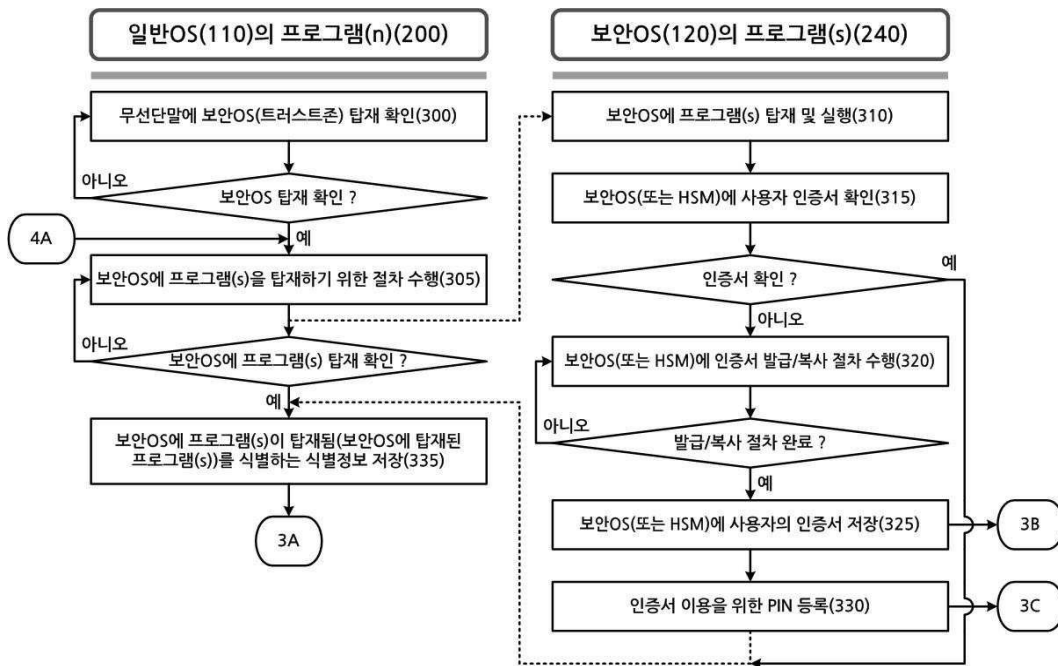 일반OS(110)의 프로그램(n)(200)
무선단말에 보안OS(트러스트존) 탑재 확인(300)
아니오
보안OS 탑재 확인 ?
4A
예
보안OS에 프로그램(s)을 탑재하기 위한 절차 수행(305)
아니오
보안OS에 프로그램(s) 탑재 확인 ?
예
보안OS에 프로그램(s)이 탑재됨(보안OS에 탑재된
프로그램(s))를 식별하는 식별정보 저장(335)
3A
보안OS(120)의 프로그램(s)(240)
보안OS에 프로그램(s) 탑재 및 실행(310)
보안OS(또는 HSM)에 사용자 인증서 확인(315)
예
인증서 확인 ?
아니오
보안OS(또는 HSM)에 인증서 발급/복사 절차 수행(320)
아니오
발급/복사 절차 완료 ?
예
보안OS(또는 HSM)에 사용자의 인증서 저장(325)
3B
인증서 이용을 위한 PIN 등록(330)
3C